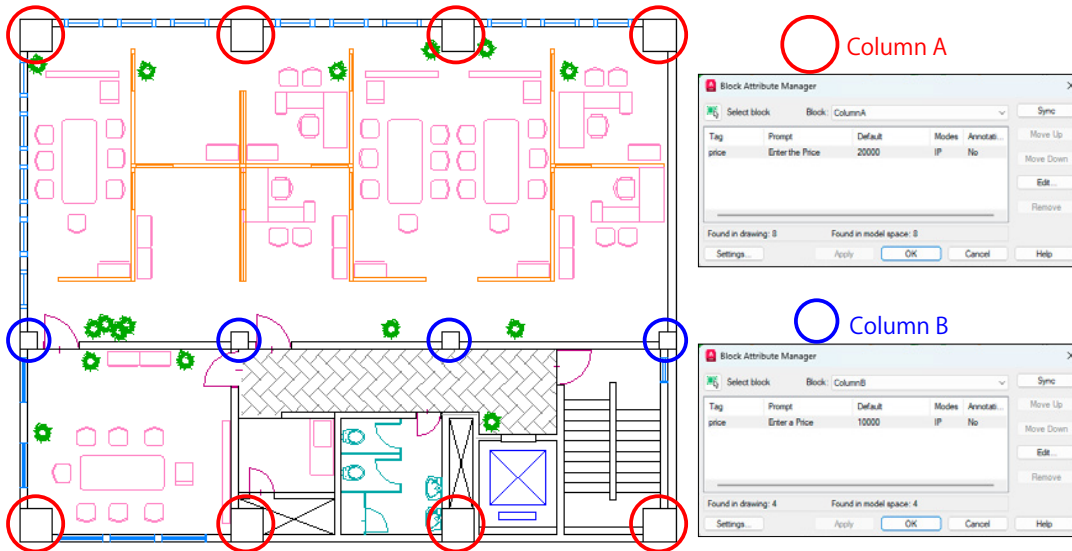 Column A
Block Attribute Manager
Select block Block: ColumnA Sync
Tag Prompt Default Modes Annotati... Move Up
price Enter the Price 20000 IP No
Move Down
Edit...
Remove
Found in drawing: 8 Found in model space: 8
Settings... Apply OK Cancel Help
Column B
Block Attribute Manager
Select block Block: ColumnB Sync
Tag Prompt Default Modes Annotati... Move Up
price Enter a Price 10000 IP No
Move Down
Edit...
Remove
Found in drawing: 4 Found in model space: 4
Settings... Apply OK Cancel Help